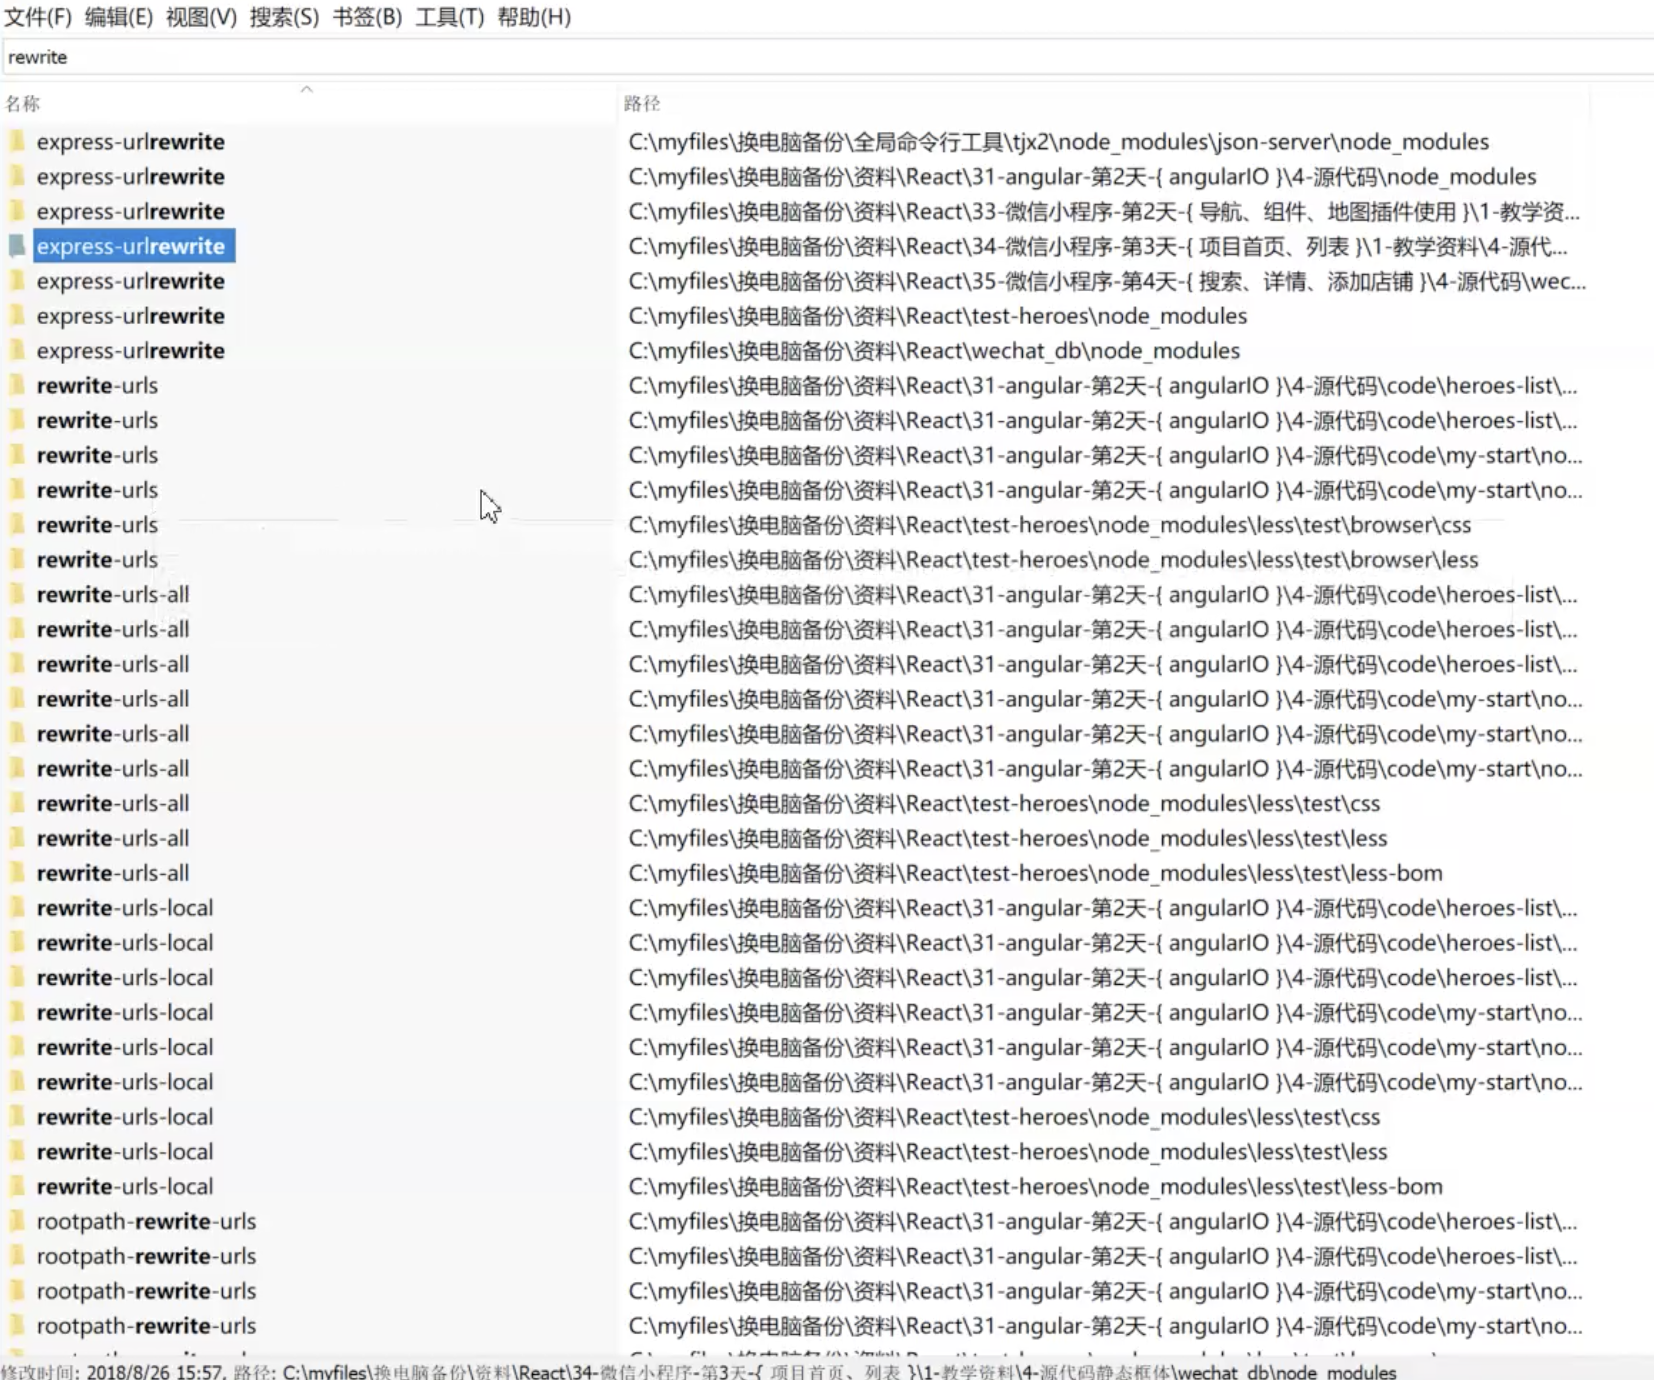 文件(F) 编辑(E) 视图(V) 搜索(S) 书签(B) 工具(T) 帮助(H)
rewrite
名称 路径
express-urlrewrite C:\myfiles\换电脑备份\全局命令行工具\tjx2\node_modules\json-server\node_modules
express-urlrewrite C:\myfiles\换电脑备份\资料\React\31-angular-第2天-{ angularIO }\4-源代码\node_modules
express-urlrewrite C:\myfiles\换电脑备份\资料\React\33-微信小程序-第2天-{ 导航、组件、地图插件使用 }\1-教学资...
express-urlrewrite C:\myfiles\换电脑备份\资料\React\34-微信小程序-第3天-{ 项目首页、列表 }\1-教学资料\4-源代...
express-urlrewrite C:\myfiles\换电脑备份\资料\React\35-微信小程序-第4天-{ 搜索、详情、添加店铺 }\4-源代码\wec...
express-urlrewrite C:\myfiles\换电脑备份\资料\React\test-heroes\node_modules
express-urlrewrite C:\myfiles\换电脑备份\资料\React\wechat_db\node_modules
rewrite-urls C:\myfiles\换电脑备份\资料\React\31-angular-第2天-{ angularIO }\4-源代码\code\heroes-list\...
rewrite-urls C:\myfiles\换电脑备份\资料\React\31-angular-第2天-{ angularIO }\4-源代码\code\heroes-list\...
rewrite-urls C:\myfiles\换电脑备份\资料\React\31-angular-第2天-{ angularIO }\4-源代码\code\my-start\no...
rewrite-urls C:\myfiles\换电脑备份\资料\React\31-angular-第2天-{ angularIO }\4-源代码\code\my-start\no...
rewrite-urls C:\myfiles\换电脑备份\资料\React\test-heroes\node_modules\less\test\browser\css
rewrite-urls C:\myfiles\换电脑备份\资料\React\test-heroes\node_modules\less\test\browser\less
rewrite-urls-all C:\myfiles\换电脑备份\资料\React\31-angular-第2天-{ angularIO }\4-源代码\code\heroes-list\...
rewrite-urls-all C:\myfiles\换电脑备份\资料\React\31-angular-第2天-{ angularIO }\4-源代码\code\heroes-list\...
rewrite-urls-all C:\myfiles\换电脑备份\资料\React\31-angular-第2天-{ angularIO }\4-源代码\code\heroes-list\...
rewrite-urls-all C:\myfiles\换电脑备份\资料\React\31-angular-第2天-{ angularIO }\4-源代码\code\my-start\no...
rewrite-urls-all C:\myfiles\换电脑备份\资料\React\31-angular-第2天-{ angularIO }\4-源代码\code\my-start\no...
rewrite-urls-all C:\myfiles\换电脑备份\资料\React\31-angular-第2天-{ angularIO }\4-源代码\code\my-start\no...
rewrite-urls-all C:\myfiles\换电脑备份\资料\React\test-heroes\node_modules\less\test\css
rewrite-urls-all C:\myfiles\换电脑备份\资料\React\test-heroes\node_modules\less\test\less
rewrite-urls-all C:\myfiles\换电脑备份\资料\React\test-heroes\node_modules\less\test\less-bom
rewrite-urls-local C:\myfiles\换电脑备份\资料\React\31-angular-第2天-{ angularIO }\4-源代码\code\heroes-list\...
rewrite-urls-local C:\myfiles\换电脑备份\资料\React\31-angular-第2天-{ angularIO }\4-源代码\code\heroes-list\...
rewrite-urls-local C:\myfiles\换电脑备份\资料\React\31-angular-第2天-{ angularIO }\4-源代码\code\heroes-list\...
rewrite-urls-local C:\myfiles\换电脑备份\资料\React\31-angular-第2天-{ angularIO }\4-源代码\code\my-start\no...
rewrite-urls-local C:\myfiles\换电脑备份\资料\React\31-angular-第2天-{ angularIO }\4-源代码\code\my-start\no...
rewrite-urls-local C:\myfiles\换电脑备份\资料\React\31-angular-第2天-{ angularIO }\4-源代码\code\my-start\no...
rewrite-urls-local C:\myfiles\换电脑备份\资料\React\test-heroes\node_modules\less\test\css
rewrite-urls-local C:\myfiles\换电脑备份\资料\React\test-heroes\node_modules\less\test\less
rewrite-urls-local C:\myfiles\换电脑备份\资料\React\test-heroes\node_modules\less\test\less-bom
rootpath-rewrite-urls C:\myfiles\换电脑备份\资料\React\31-angular-第2天-{ angularIO }\4-源代码\code\heroes-list\...
rootpath-rewrite-urls C:\myfiles\换电脑备份\资料\React\31-angular-第2天-{ angularIO }\4-源代码\code\heroes-list\...
rootpath-rewrite-urls C:\myfiles\换电脑备份\资料\React\31-angular-第2天-{ angularIO }\4-源代码\code\my-start\no...
rootpath-rewrite-urls C:\myfiles\换电脑备份\资料\React\31-angular-第2天-{ angularIO }\4-源代码\code\my-start\no...
修改时间: 2018/8/26 15:57, 路径: C:\myfiles\换电脑备份\资料\React\34-微信小程序-第3天-{ 项目首页、列表 }\1-教学资料\4-源代码静态框体\wechat_db\node_modules